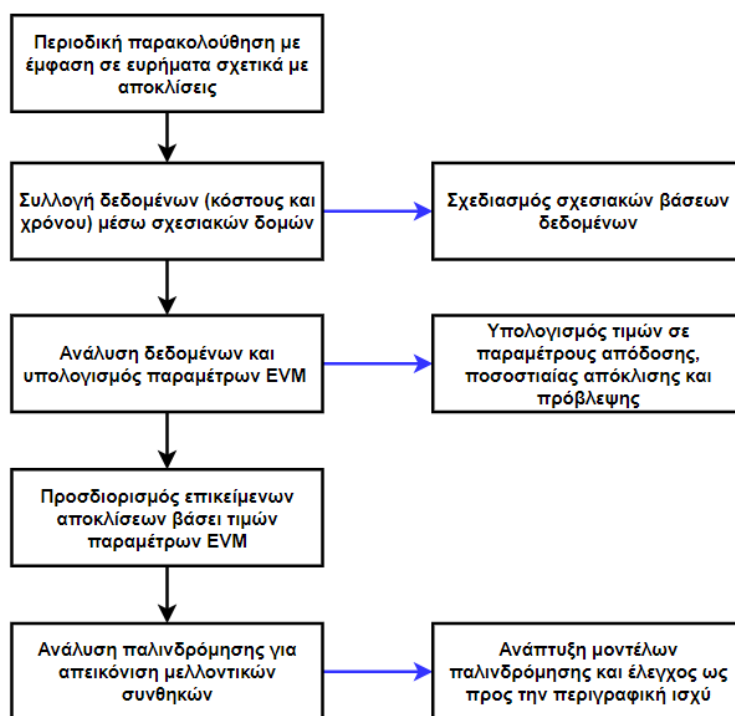 Περιοδική παρακολούθηση με
έμφαση σε ευρήματα σχετικά με
αποκλίσεις
Συλλογή δεδομένων (κόστους και
χρόνου) μέσω σχεσιακών δομών
Σχεδιασμός σχεσιακών βάσεων
δεδομένων
Ανάλυση δεδομένων και
υπολογισμός παραμέτρων EVM
Υπολογισμός τιμών σε
παραμέτρους απόδοσης,
ποσοστιαίας απόκλισης και
πρόβλεψης
Προσδιορισμός επικείμενων
αποκλίσεων βάσει τιμών
παραμέτρων EVM
Ανάλυση παλινδρόμησης για
απεικόνιση μελλοντικών
συνθηκών
Ανάπτυξη μοντέλων
παλινδρόμησης και έλεγχος ως
προς την περιγραφική ισχύ